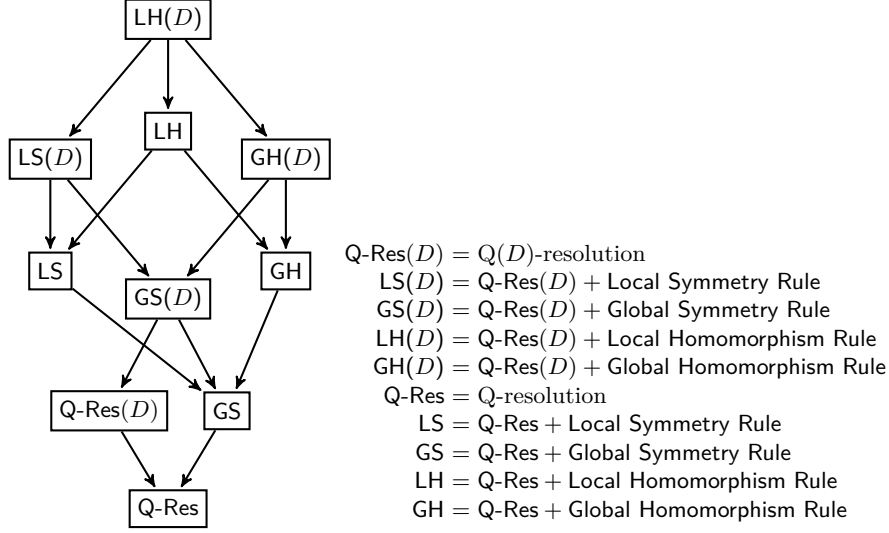 LH(D)
LH
LS(D)
GH(D)
LS
GS(D)
GH
Q-Res(D)
GS
Q-Res
Q-Res(D) = Q(D)-resolution
LS(D) = Q-Res(D) + Local Symmetry Rule
GS(D) = Q-Res(D) + Global Symmetry Rule
LH(D) = Q-Res(D) + Local Homomorphism Rule
GH(D) = Q-Res(D) + Global Homomorphism Rule
Q-Res = Q-resolution
LS = Q-Res + Local Symmetry Rule
GS = Q-Res + Global Symmetry Rule
LH = Q-Res + Local Homomorphism Rule
GH = Q-Res + Global Homomorphism Rule